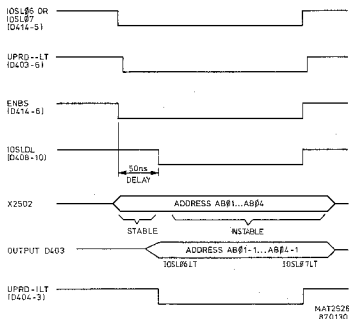 IOSLØ6 OR
IOSLØ7
(D414-5)
UPRD--LT
(D403-6)
ENBS
(D414-6)
IOSLDL
(D408-10)
50ns
DELAY
X2502
ADDRESS ABØ1...ABØ4
STABLE
INSTABLE
OUTPUT D403
ADDRESS ABØ1-1...ABØ4-1
IOSLØ6LT
IOSLØ7LT
UPRD-ILT
(D404-3)
MAT2526
870130